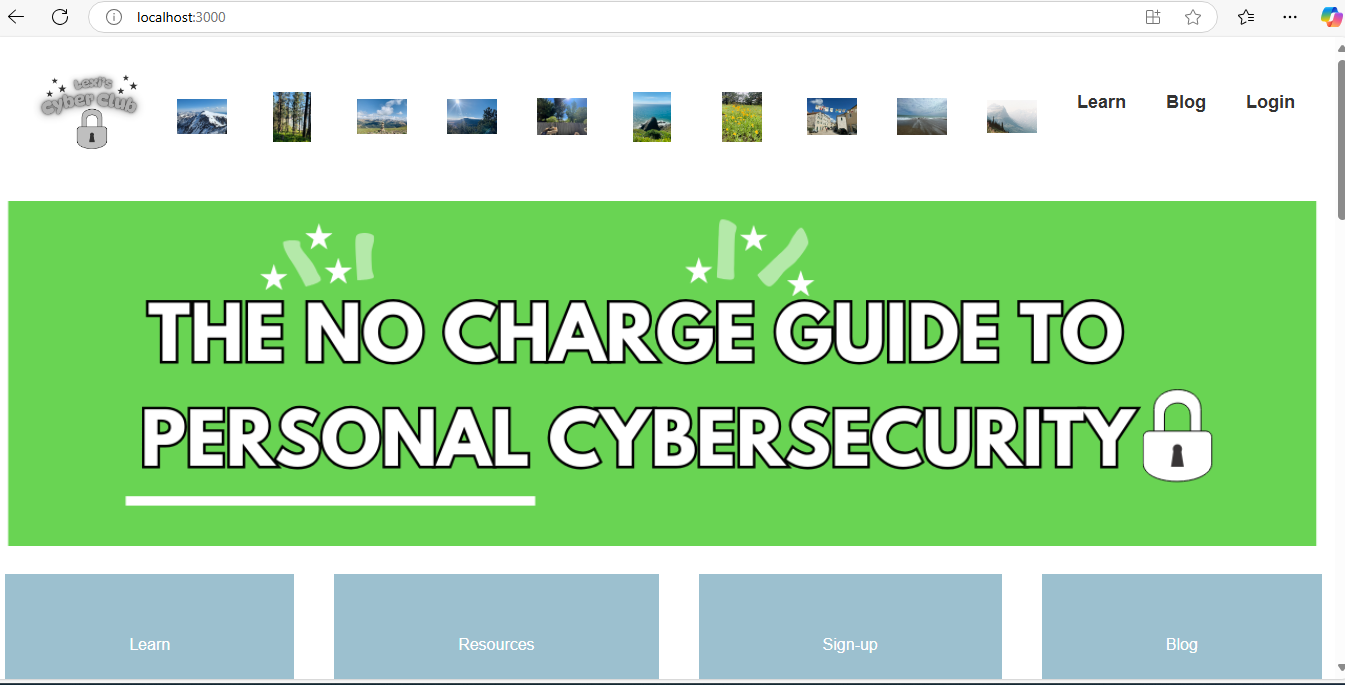 localhost:3000
Lexi's
Cyber Club
Learn Blog Login
THE NO CHARGE GUIDE TO
PERSONAL CYBERSECURITY
Learn Resources Sign-up Blog